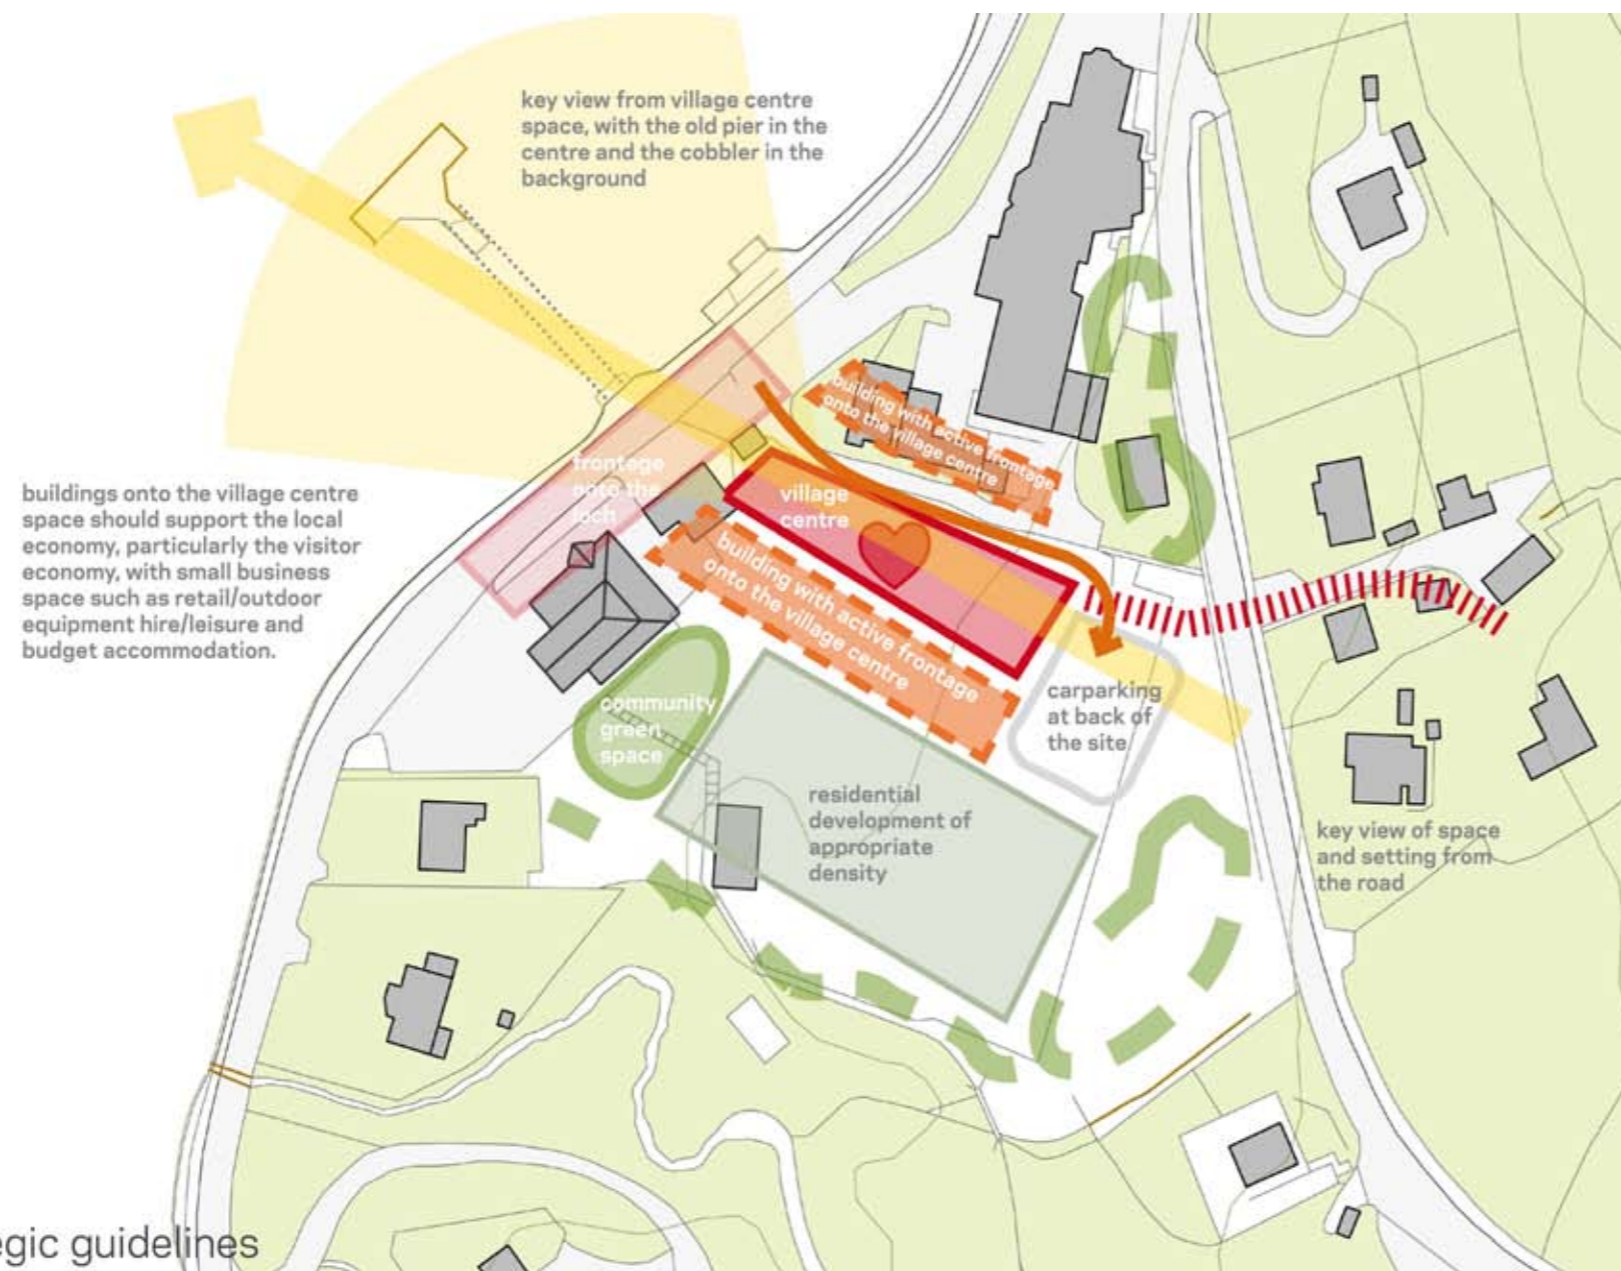 key view from village centre
space, with the old pier in the
centre and the cobbler in the
background
building with active frontage
onto the village centre
frontege
onto the
loch
village
centre
buildings onto the village centre
space should support the local
economy, particularly the visitor
economy, with small business
space such as retail/outdoor
equipment hire/leisure and
budget accommodation.
building with active frontage
onto the village centre
community
green
space
carparking
at back of
the site
residential
development of
appropriate
density
key view of space
and setting from
the road
egic guidelines